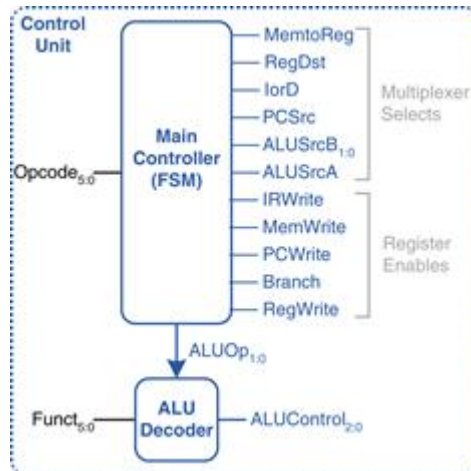 Control
Unit
MemtoReg
RegDst
IorD
PCSrc
ALUSrcB1:0
ALUSrcA
Multiplexer
Selects
Main
Controller
(FSM)
Opcode5:0
IRWrite
MemWrite
PCWrite
Branch
RegWrite
Register
Enables
ALUOp1:0
Funct5:0
ALU
Decoder
ALUControl2:0